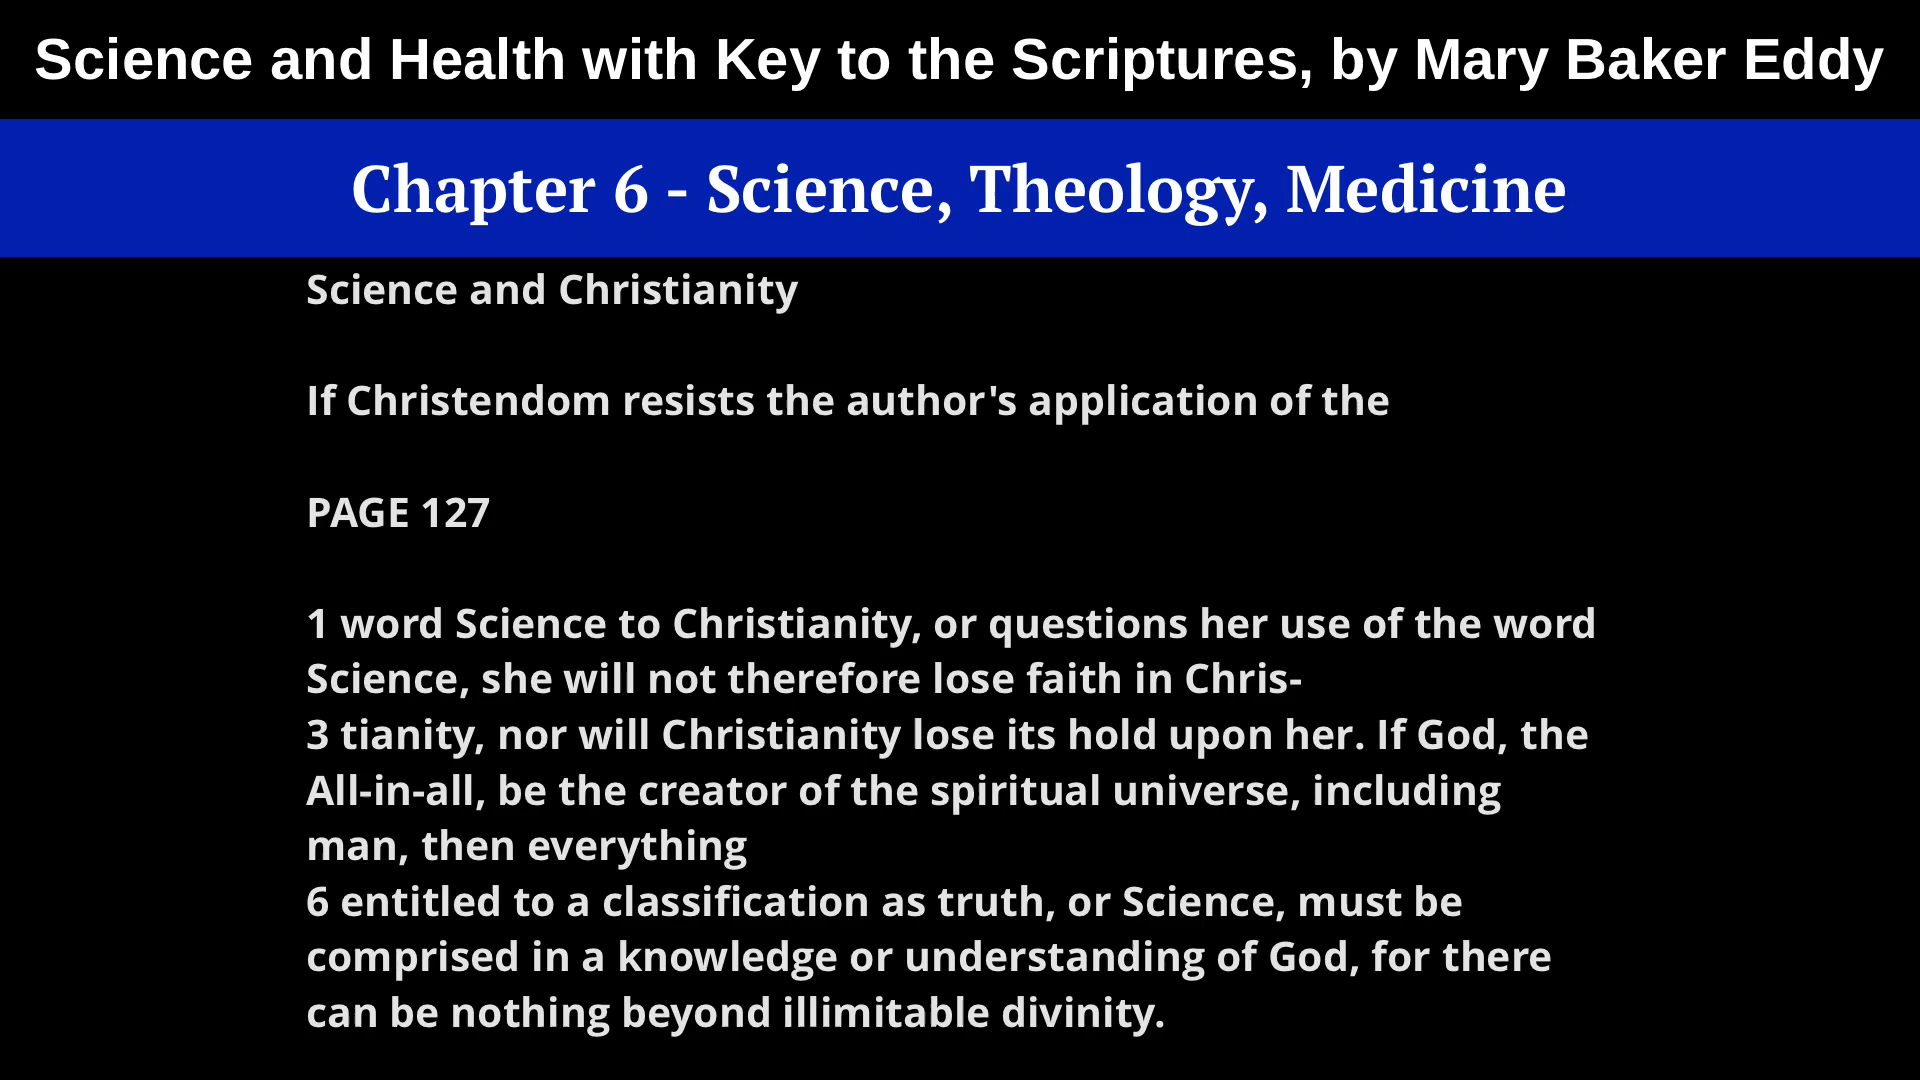 Science and Health with Key to the Scriptures, by Mary Baker Eddy
Chapter 6 - Science, Theology, Medicine
Science and Christianity
If Christendom resists the author's application of the
PAGE 127
1 word Science to Christianity, or questions her use of the word
Science, she will not therefore lose faith in Chris-
3 tianity, nor will Christianity lose its hold upon her. If God, the
All-in-all, be the creator of the spiritual universe, including
man, then everything
6 entitled to a classification as truth, or Science, must be
comprised in a knowledge or understanding of God, for there
can be nothing beyond illimitable divinity.